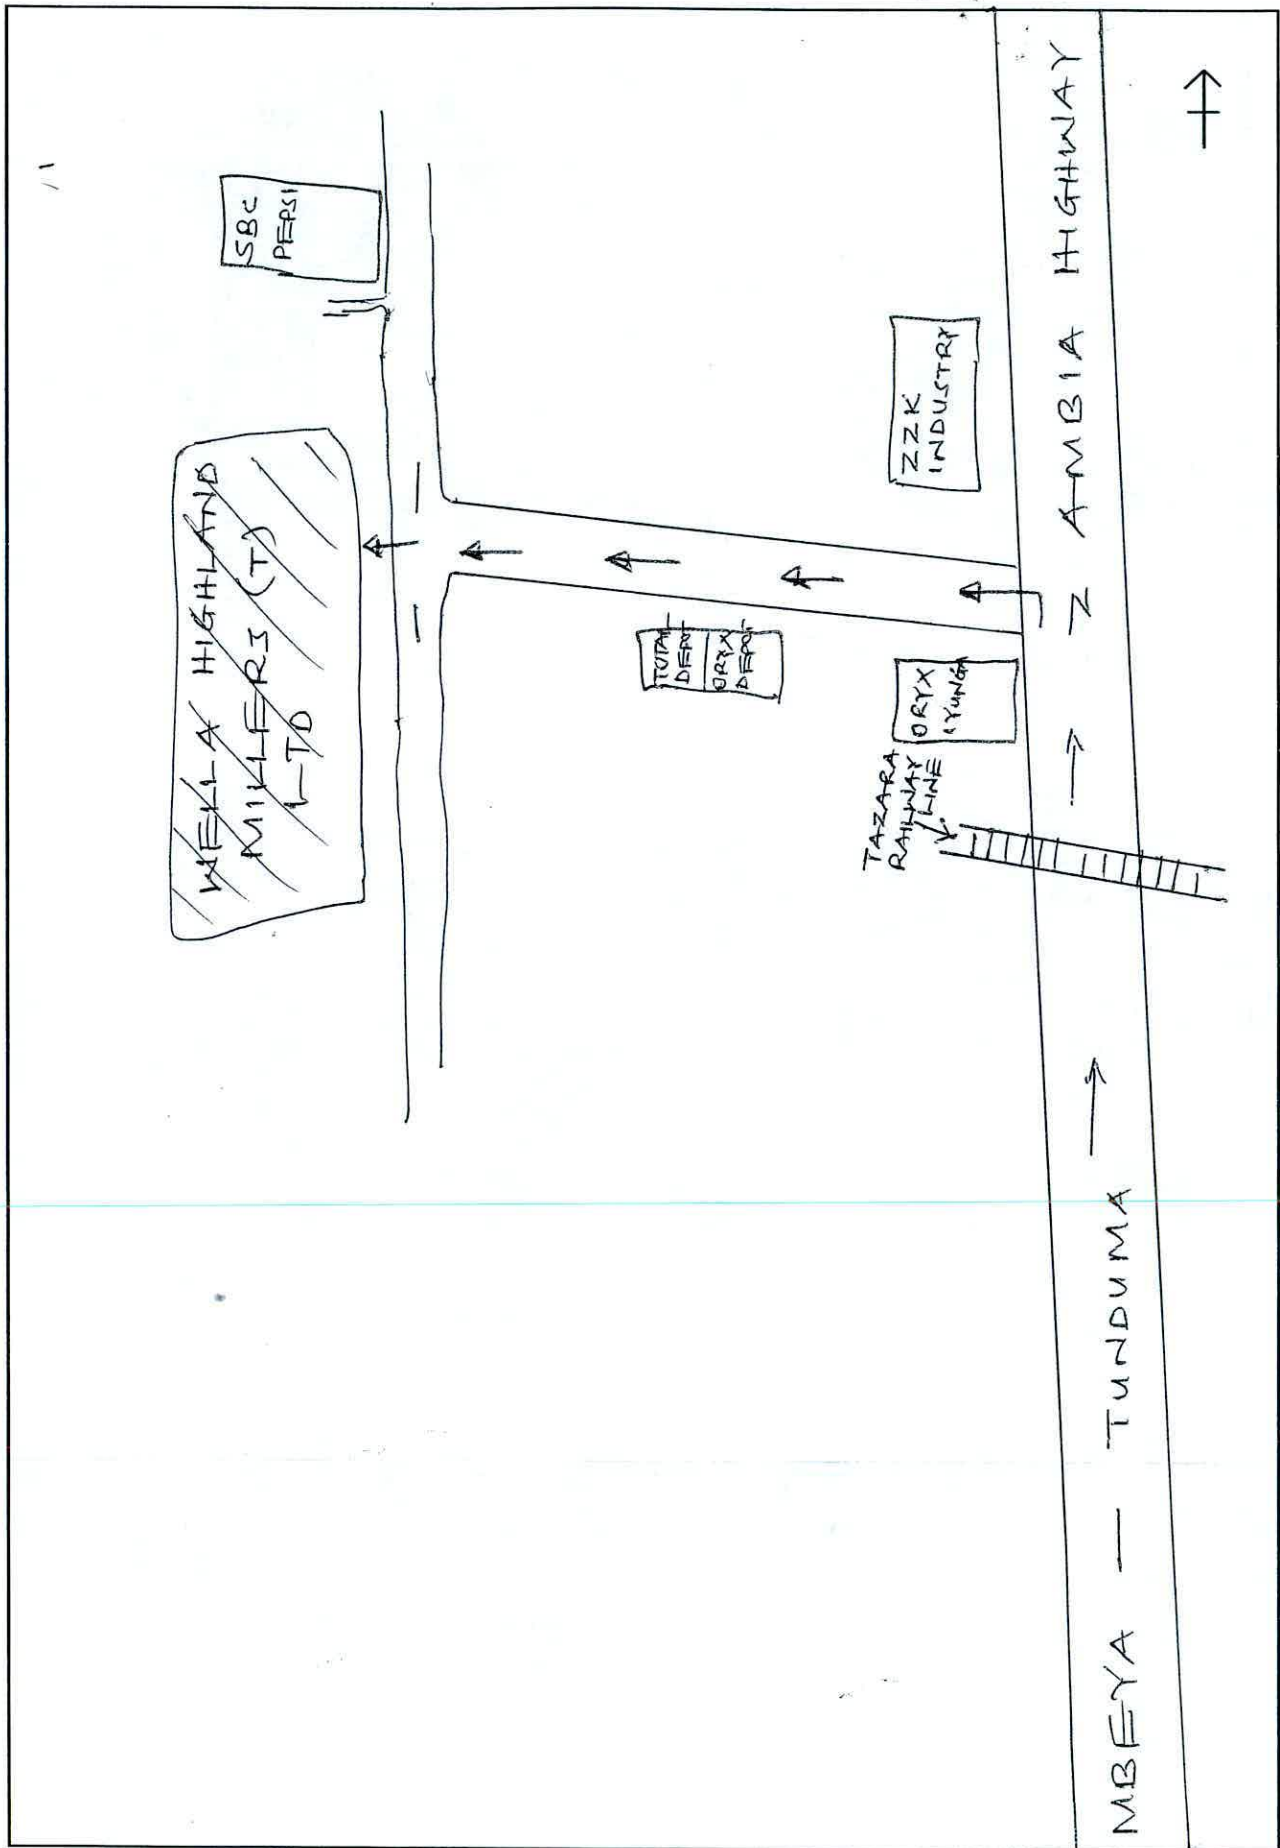 WELLA HIGHLAND
MILLERS (T)
LTD
SBC
PEPSI
TOTAL
DEPOT
ORYX
DEPOT
TAZARA
RAILWAY
LINE
ORYX
IYUNGA
ZZK
INDUSTRY
MBEYA — TUNDUMA → → ZAMBIA HIGHWAY